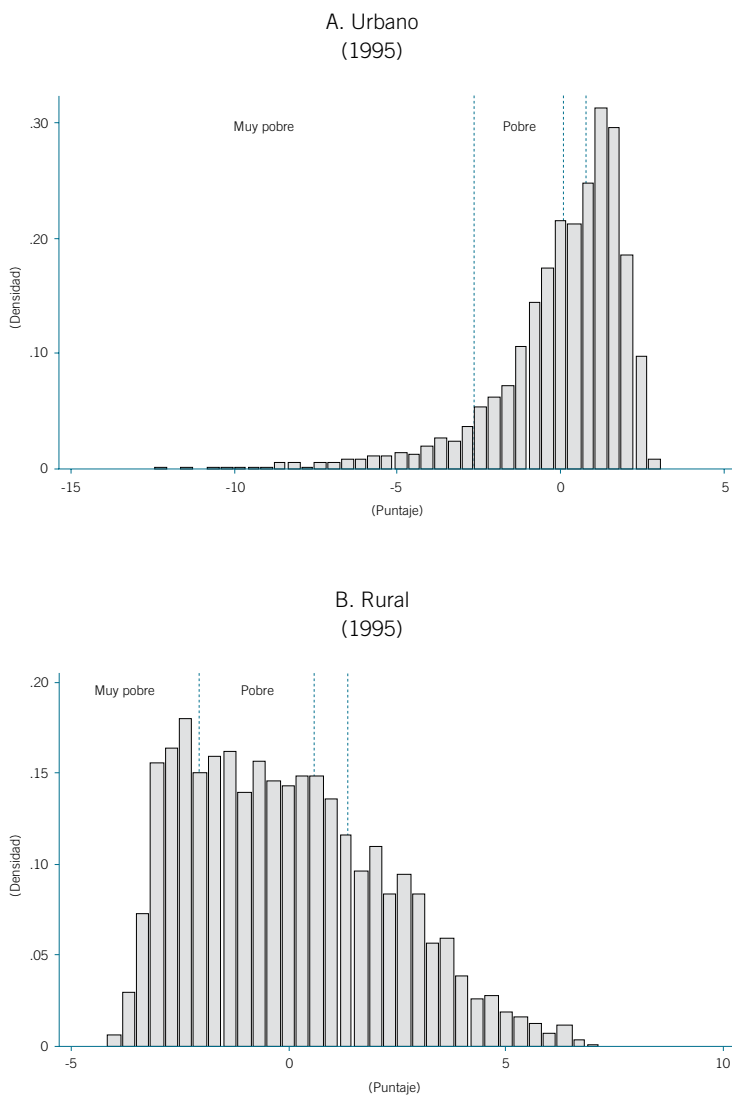 A. Urbano
(1995)
.30
Muy pobre
Pobre
.20
(Densidad)
.10
0
-15
-10
-5
0
5
(Puntaje)
B. Rural
(1995)
.20
Muy pobre
Pobre
.15
(Densidad)
.10
.05
0
-5
0
5
10
(Puntaje)